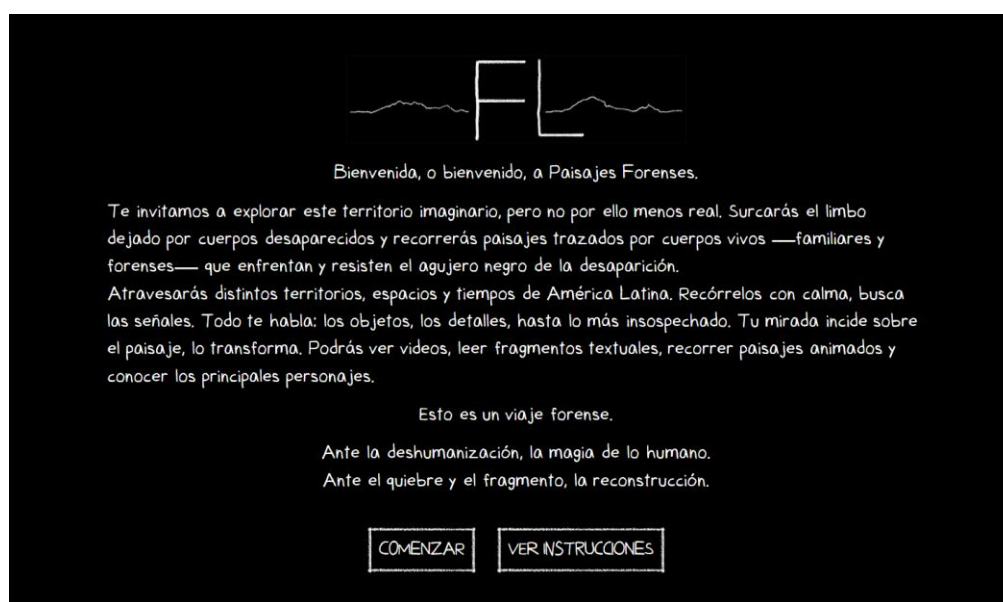 FL
Bienvenida, o bienvenido, a Paisajes Forenses.
Te invitamos a explorar este territorio imaginario, pero no por ello menos real. Surcarás el limbo
dejado por cuerpos desaparecidos y recorrerás paisajes trazados por cuerpos vivos —familiares y
forenses— que enfrentan y resisten el agujero negro de la desaparición.
Atravesarás distintos territorios, espacios y tiempos de América Latina. Recórrelos con calma, busca
las señales. Todo te habla: los objetos, los detalles, hasta lo más insospechado. Tu mirada incide sobre
el paisaje, lo transforma. Podrás ver videos, leer fragmentos textuales, recorrer paisajes animados y
conocer los principales personajes.
Esto es un viaje forense.
Ante la deshumanización, la magia de lo humano.
Ante el quiebre y el fragmento, la reconstrucción.
COMENZAR
VER INSTRUCCIONES